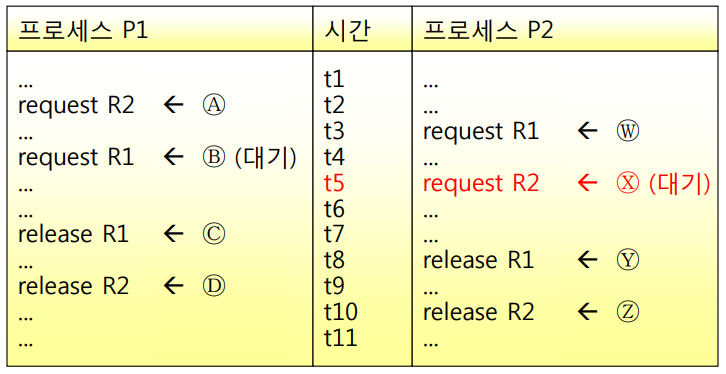 프로세스 P1 시간 프로세스 P2
... t1 ...
request R2 ← Ⓐ t2 ...
... t3 request R1 ← Ⓦ
request R1 ← Ⓑ (대기) t4 ...
... t5 request R2 ← Ⓧ (대기)
... t6 ...
release R1 ← Ⓒ t7 ...
... t8 release R1 ← Ⓨ
release R2 ← Ⓓ t9 ...
... t10 release R2 ← Ⓩ
... t11 ...